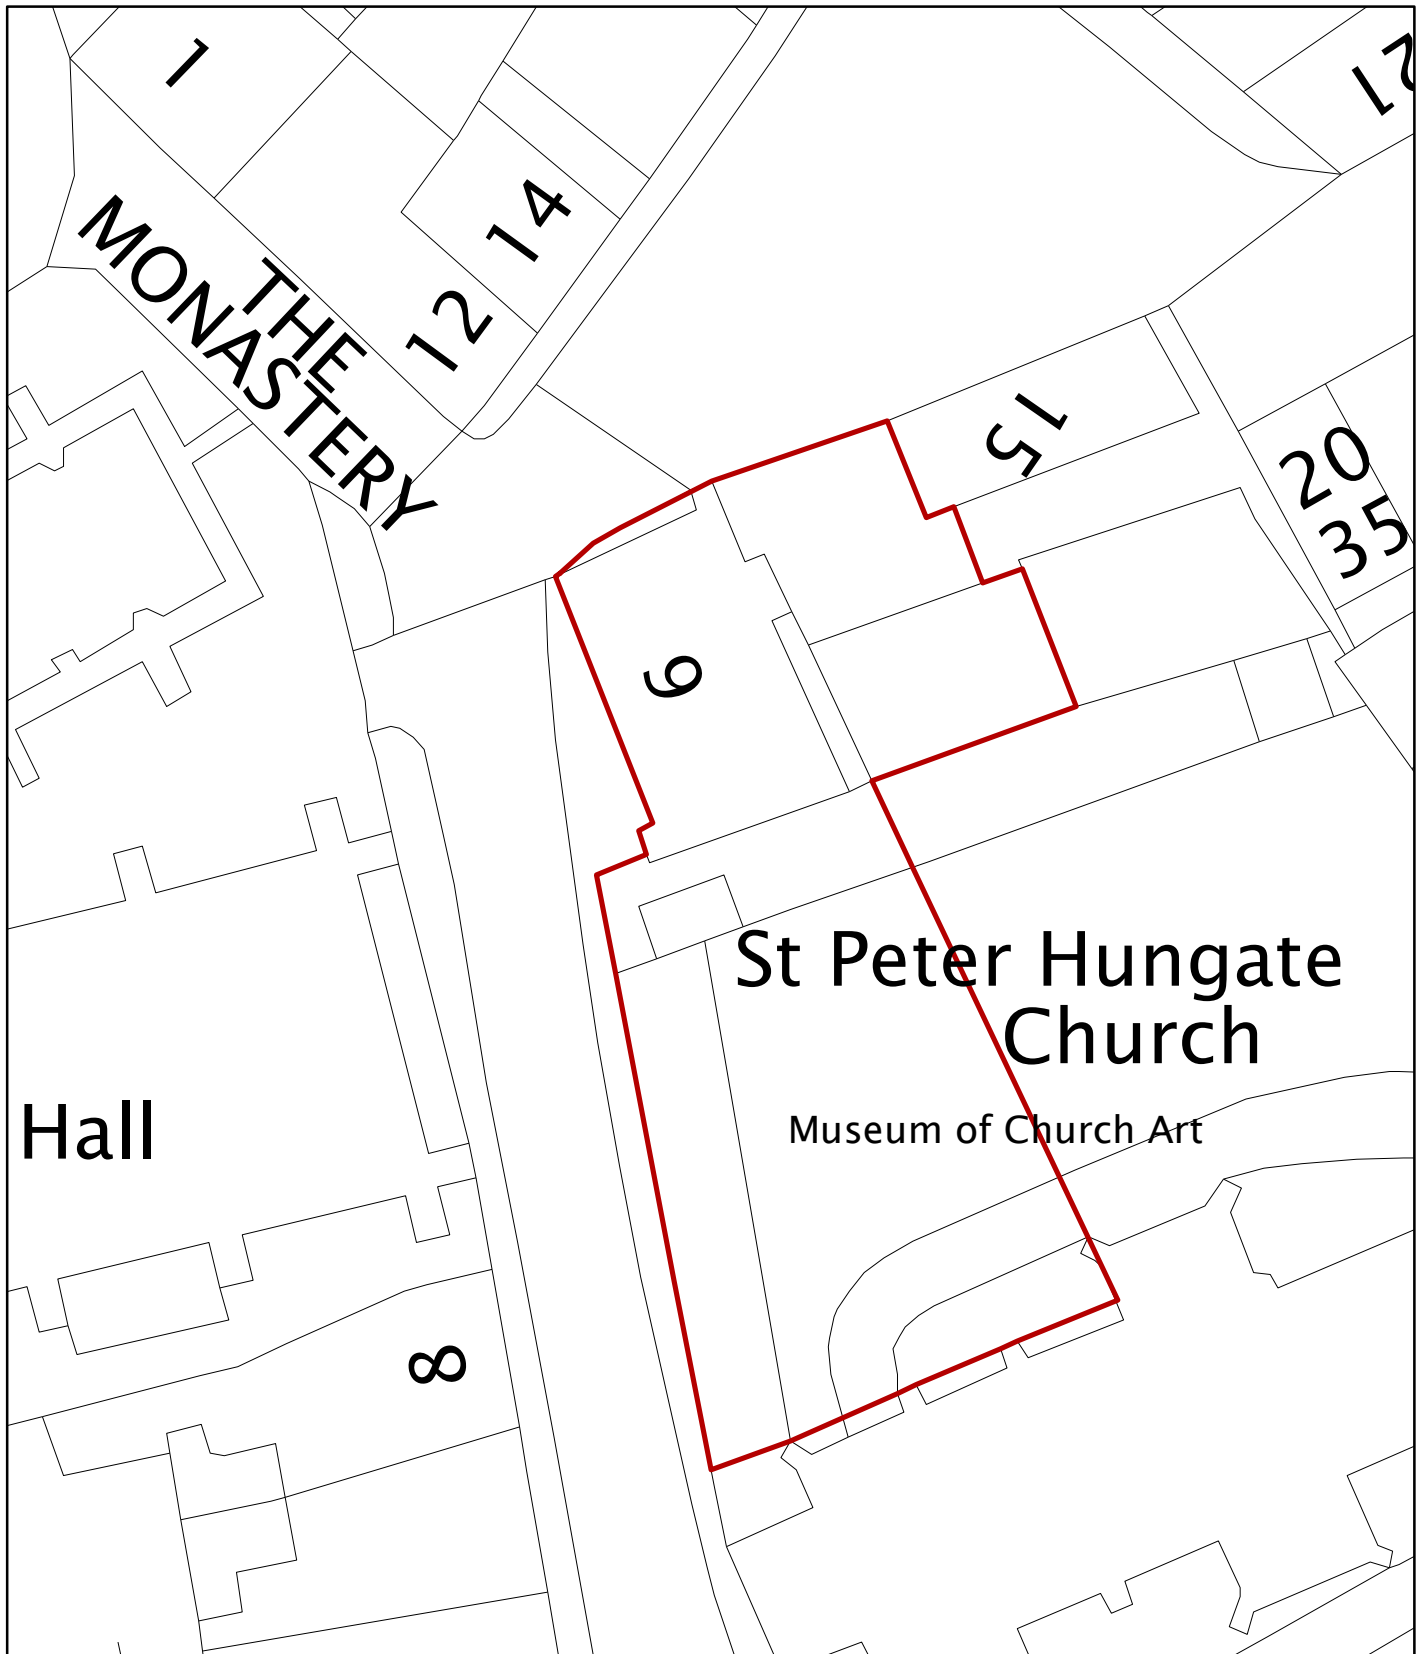 1
21
14
12
THE
MONASTERY
15
20
35
9
St Peter Hungate
Church
Museum of Church Art
Hall
8